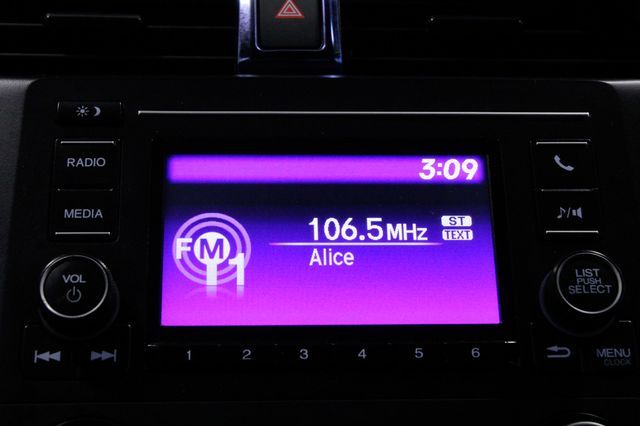 RADIO
MEDIA
VOL
3:09
106.5MHz
ST
TEXT
Alice
FM
1
LIST
PUSH
SELECT
1 2 3 4 5 6
MENU
CLOCK